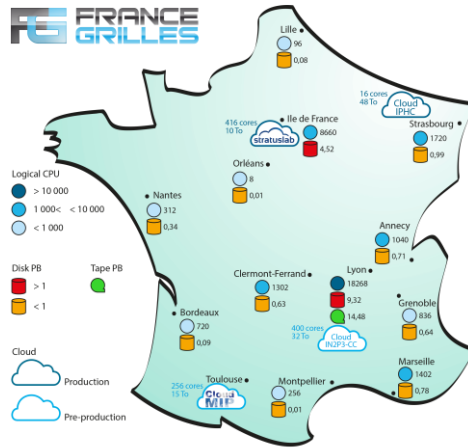 FRANCE
GRILLES
Lille
96
0,08
16 cores
48 To
Cloud
IPHC
Strasbourg
1720
0,99
416 cores
10 To
stratuslab
Ile de France
8660
4,52
Orléans
8
0,01
Logical CPU
> 10 000
1 000< < 10 000
< 1 000
Nantes
312
0,34
Annecy
1040
0,71
Disk PB
> 1
< 1
Tape PB
Clermont-Ferrand
1302
0,63
Lyon
18268
9,32
14,48
400 cores
32 To
Cloud
IN2P3-CC
Grenoble
836
0,64
Bordeaux
720
0,09
Cloud
Production
Pre-production
256 cores
15 To
Toulouse
Cloud
MIP
Montpellier
256
0,01
Marseille
1402
0,78